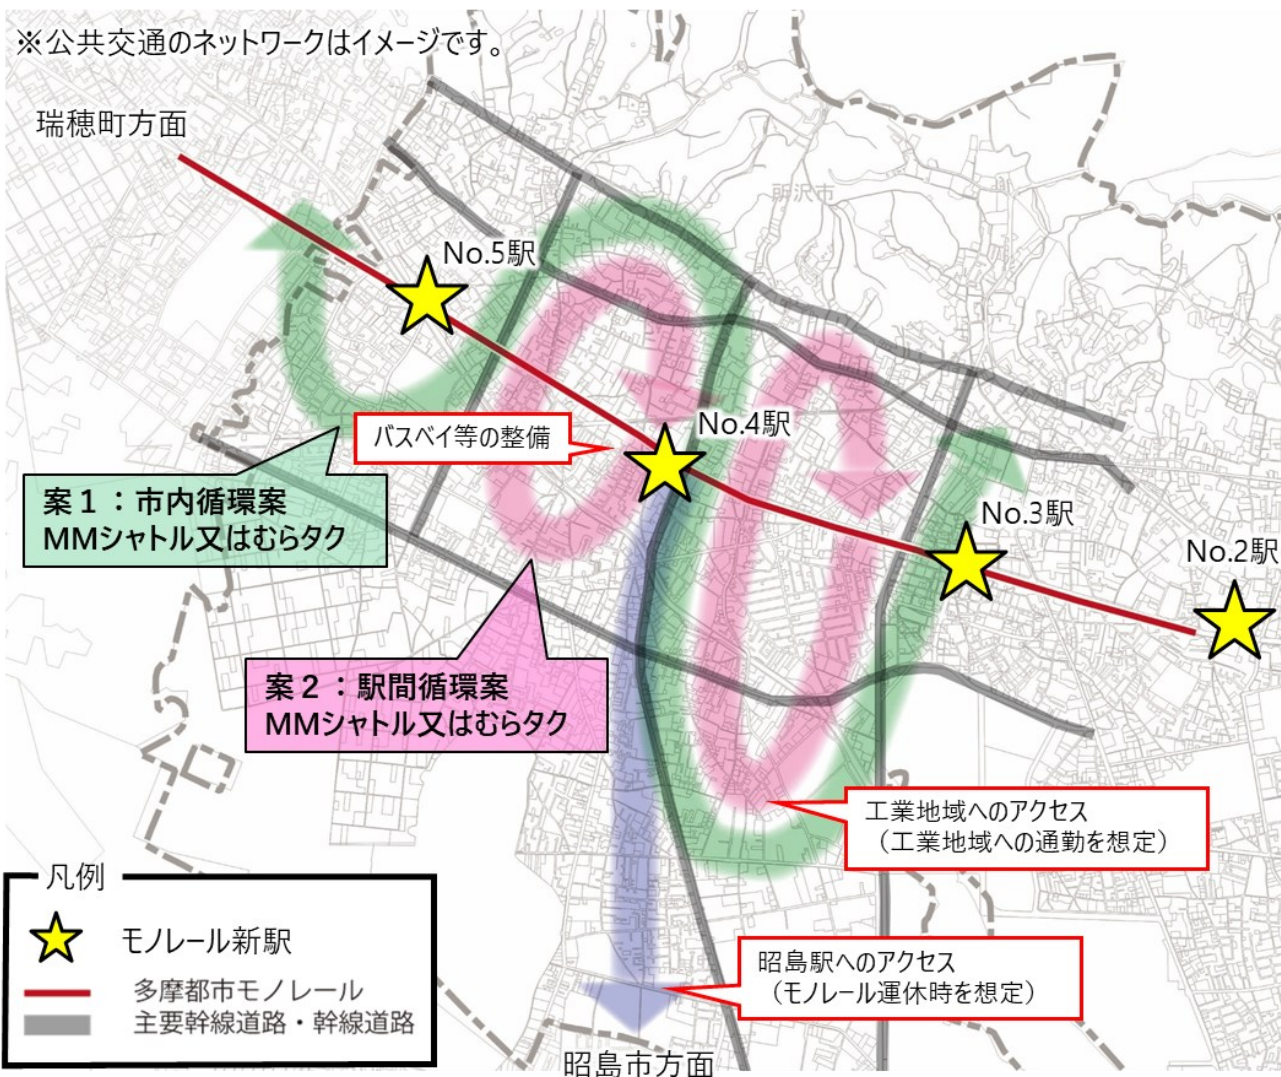 ※公共交通のネットワークはイメージです。
瑞穂町方面
所沢市
No.5駅
No.4駅
バスベイ等の整備
案1:市内循環案
MMシャトル又はむらタク
No.3駅
No.2駅
案2:駅間循環案
MMシャトル又はむらタク
工業地域へのアクセス
(工業地域への通勤を想定)
凡例
モノレール新駅
多摩都市モノレール
主要幹線道路・幹線道路
昭島駅へのアクセス
(モノレール運休時を想定)
昭島市方面